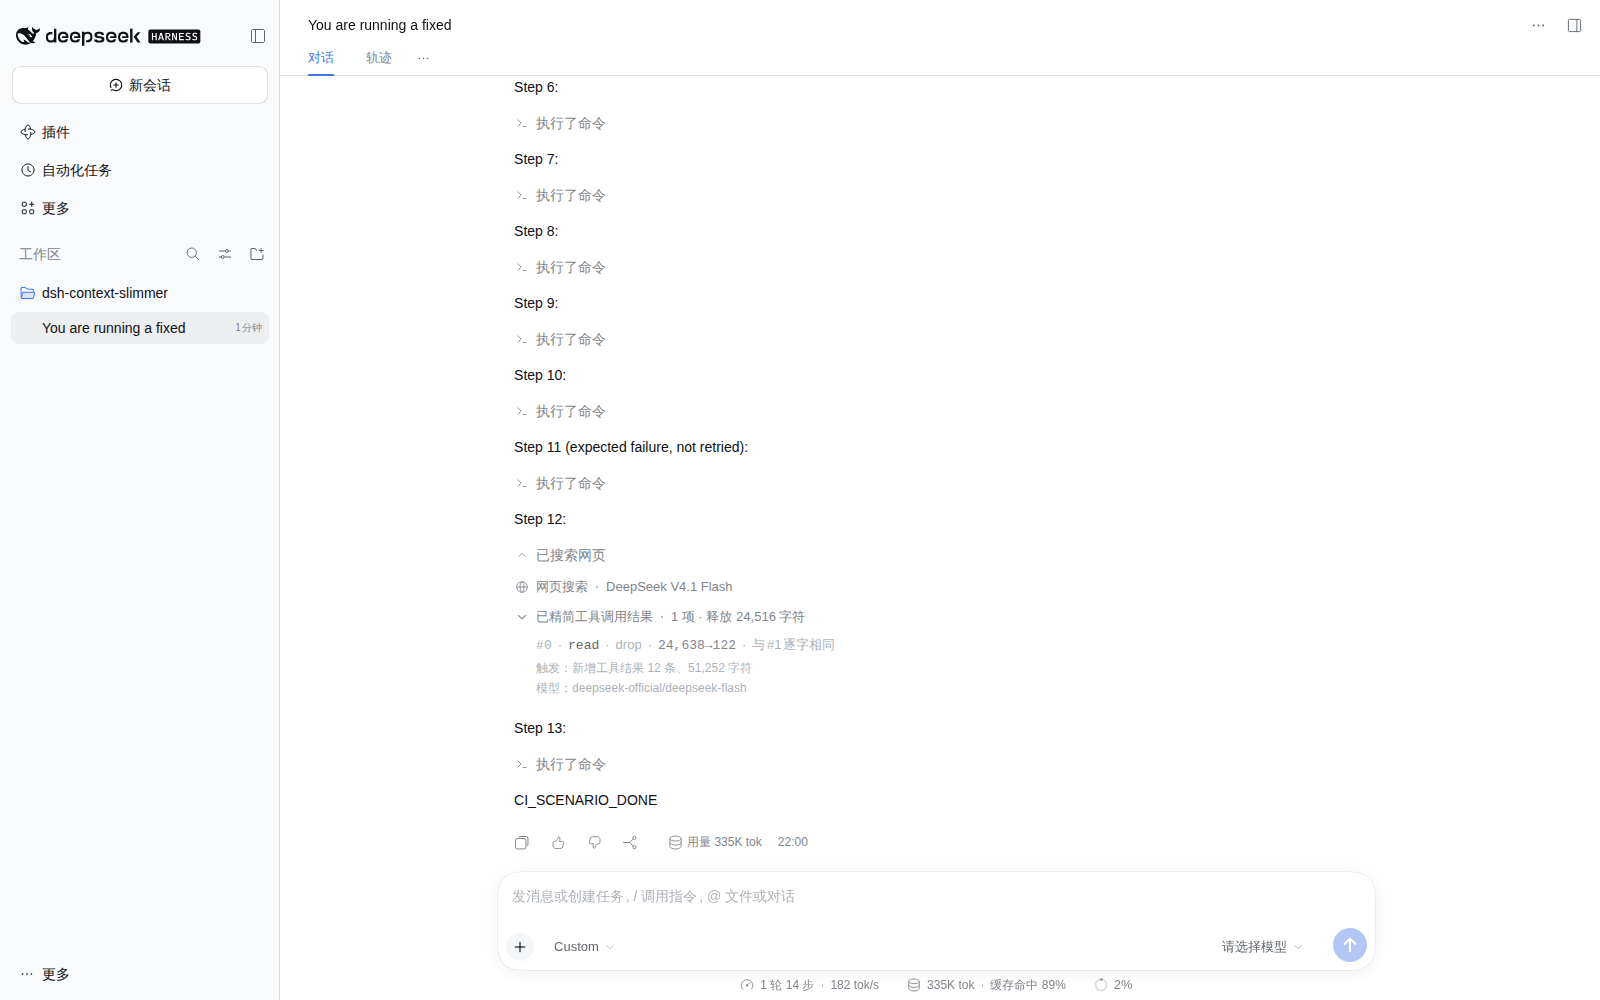 deepseek HARNESS
新会话
插件
自动化任务
更多
工作区
dsh-context-slimmer
You are running a fixed 1分钟
更多
You are running a fixed
对话 轨迹
Step 6:
执行了命令
Step 7:
执行了命令
Step 8:
执行了命令
Step 9:
执行了命令
Step 10:
执行了命令
Step 11 (expected failure, not retried):
执行了命令
Step 12:
已搜索网页
网页搜索 · DeepSeek V4.1 Flash
已精简工具调用结果 · 1 项 · 释放 24,516 字符
#0 · read · drop · 24,638→122 · 与 #1 逐字相同
触发：新增工具结果 12 条、51,252 字符
模型：deepseek-official/deepseek-flash
Step 13:
执行了命令
CI_SCENARIO_DONE
用量 335K tok 22:00
发消息或创建任务, / 调用指令, @ 文件或对话
Custom 请选择模型
1 轮 14 步 · 182 tok/s 335K tok · 缓存命中 89% 2%